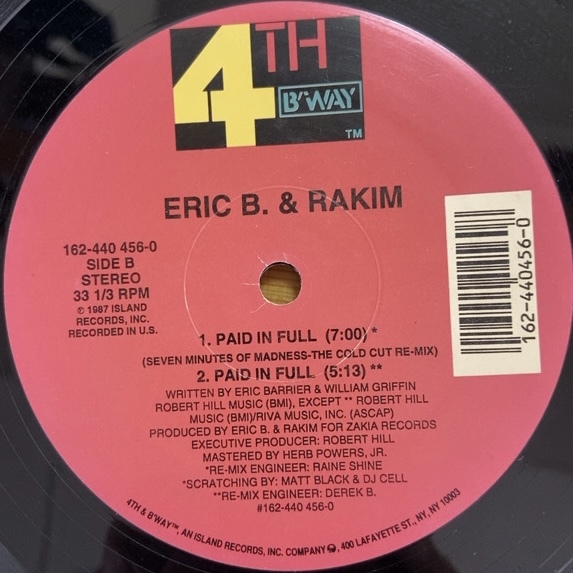 4TH
B'WAY
TM
ERIC B. & RAKIM
162-440 456-0
SIDE B
STEREO
33 1/3 RPM
℗ 1987 ISLAND
RECORDS, INC.
RECORDED IN U.S.
162-440456-0
1. PAID IN FULL (7:00)*
(SEVEN MINUTES OF MADNESS-THE COLD CUT RE-MIX)
2. PAID IN FULL (5:13) **
WRITTEN BY ERIC BARRIER & WILLIAM GRIFFIN
ROBERT HILL MUSIC (BMI), EXCEPT ** ROBERT HILL
MUSIC (BMI)/RIVA MUSIC, INC. (ASCAP)
PRODUCED BY ERIC B. & RAKIM FOR ZAKIA RECORDS
EXECUTIVE PRODUCER: ROBERT HILL
MASTERED BY HERB POWERS, JR.
*RE-MIX ENGINEER: RAINE SHINE
*SCRATCHING BY: MATT BLACK & DJ CELL
**RE-MIX ENGINEER: DEREK B.
#162-440 456-0
4TH & B'WAY™, AN ISLAND RECORDS, INC. COMPANY, 400 LAFAYETTE ST., NY, NY 10003